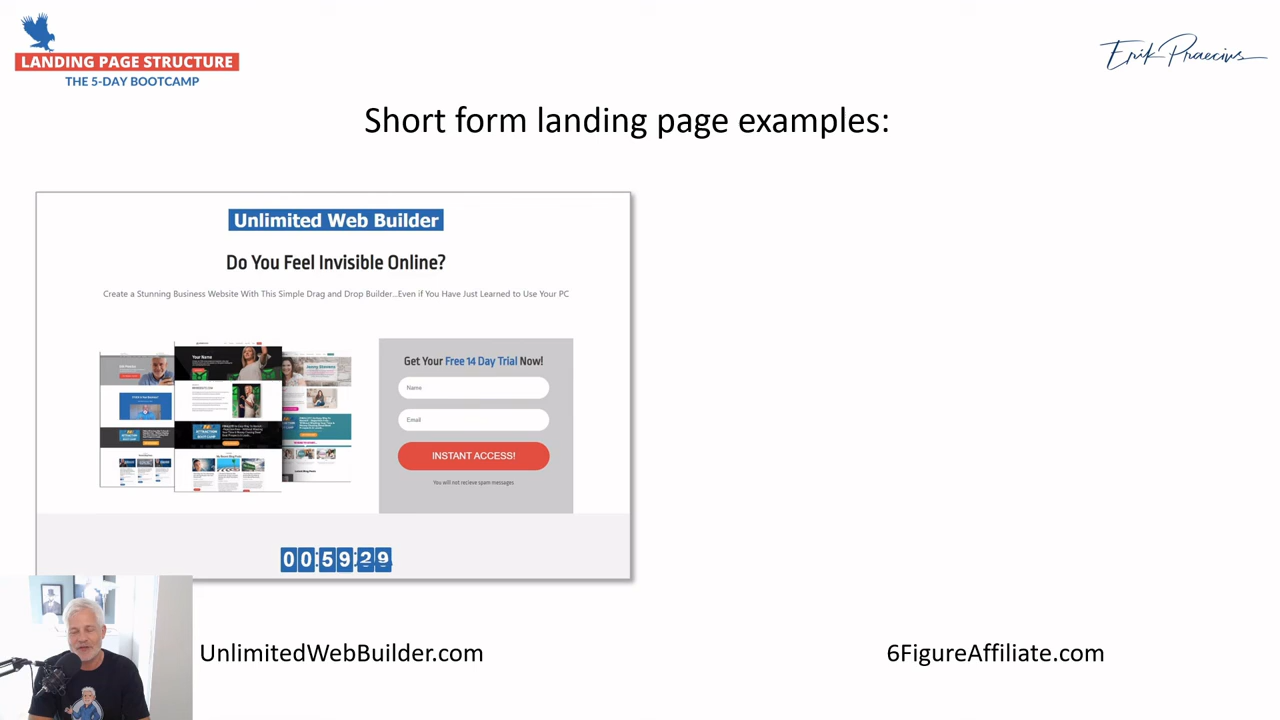 LANDING PAGE STRUCTURE
THE 5-DAY BOOTCAMP
Erik Praecius
Short form landing page examples:
Unlimited Web Builder
Do You Feel Invisible Online?
Create a Stunning Business Website With This Simple Drag and Drop Builder...Even if You Have Just Learned to Use Your PC
Your Name
Get Your Free 14 Day Trial Now!
Name
Email
INSTANT ACCESS!
You will not recieve spam messages
00:59:29
UnlimitedWebBuilder.com
6FigureAffiliate.com